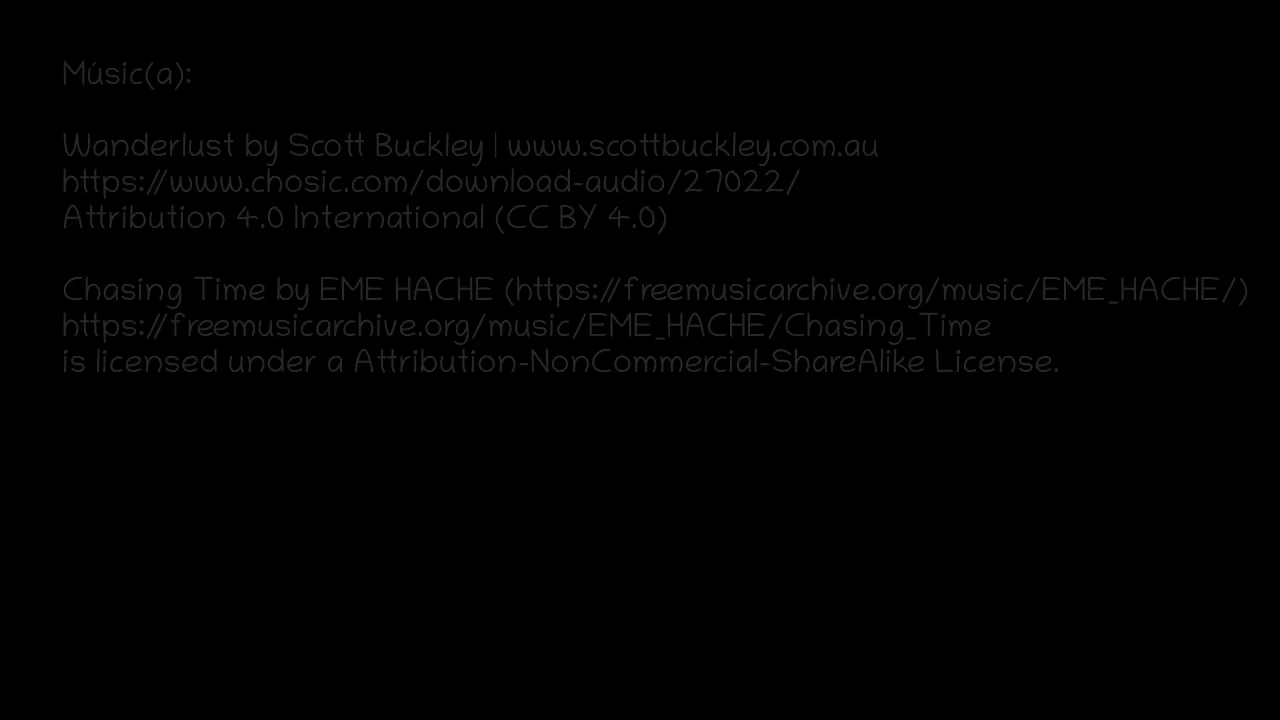 Músic(a):
Wanderlust by Scott Buckley | www.scottbuckley.com.au
https://www.chosic.com/download-audio/27022/
Attribution 4.0 International (CC BY 4.0)
Chasing Time by EME HACHE (https://freemusicarchive.org/music/EME_HACHE/)
https://freemusicarchive.org/music/EME_HACHE/Chasing_Time
is licensed under a Attribution-NonCommercial-ShareAlike License.